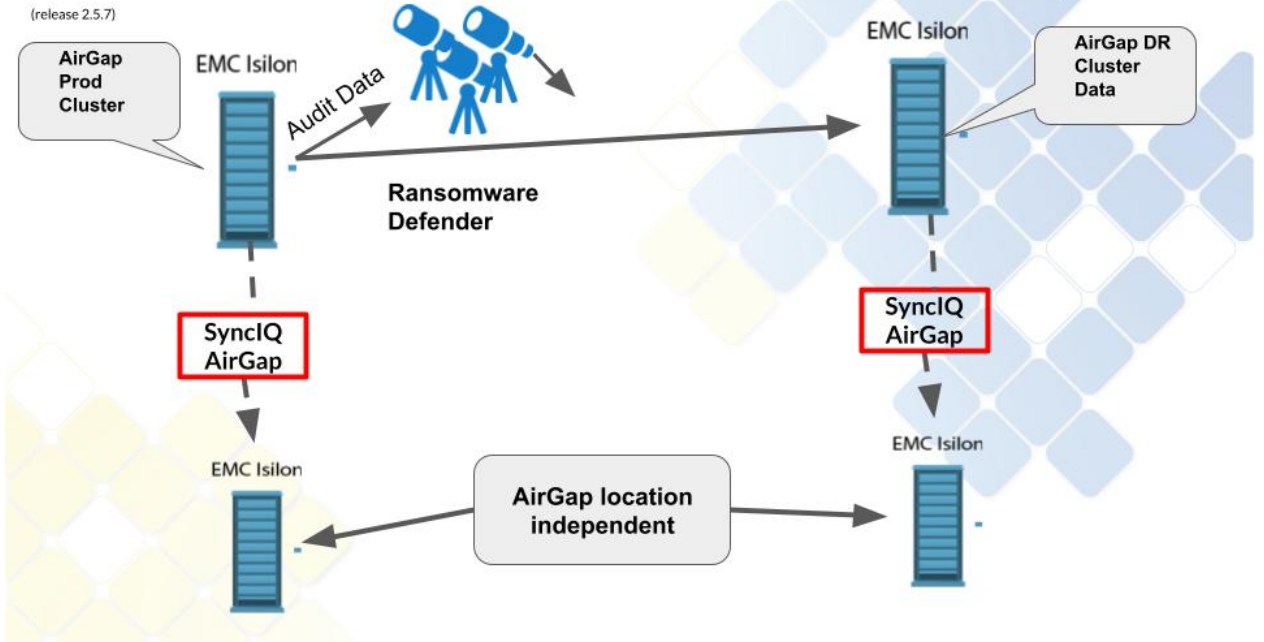 (release 2.5.7)
AirGap
Prod
Cluster
EMC Isilon
Audit Data
EMC Isilon
AirGap DR
Cluster
Data
Ransomware
Defender
SyncIQ
AirGap
SyncIQ
AirGap
EMC Isilon
AirGap location
independent
EMC Isilon